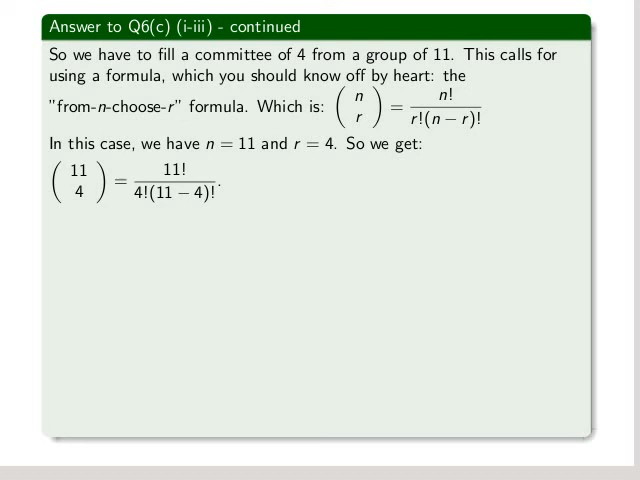 Answer to Q6(c) (i-iii) - continued
So we have to fill a committee of 4 from a group of 11. This calls for
using a formula, which you should know off by heart: the
"from-n-choose-r" formula. Which is: ( n r ) = n! / r!(n − r)!
In this case, we have n = 11 and r = 4. So we get:
( 11 4 ) = 11! / 4!(11 − 4)! .